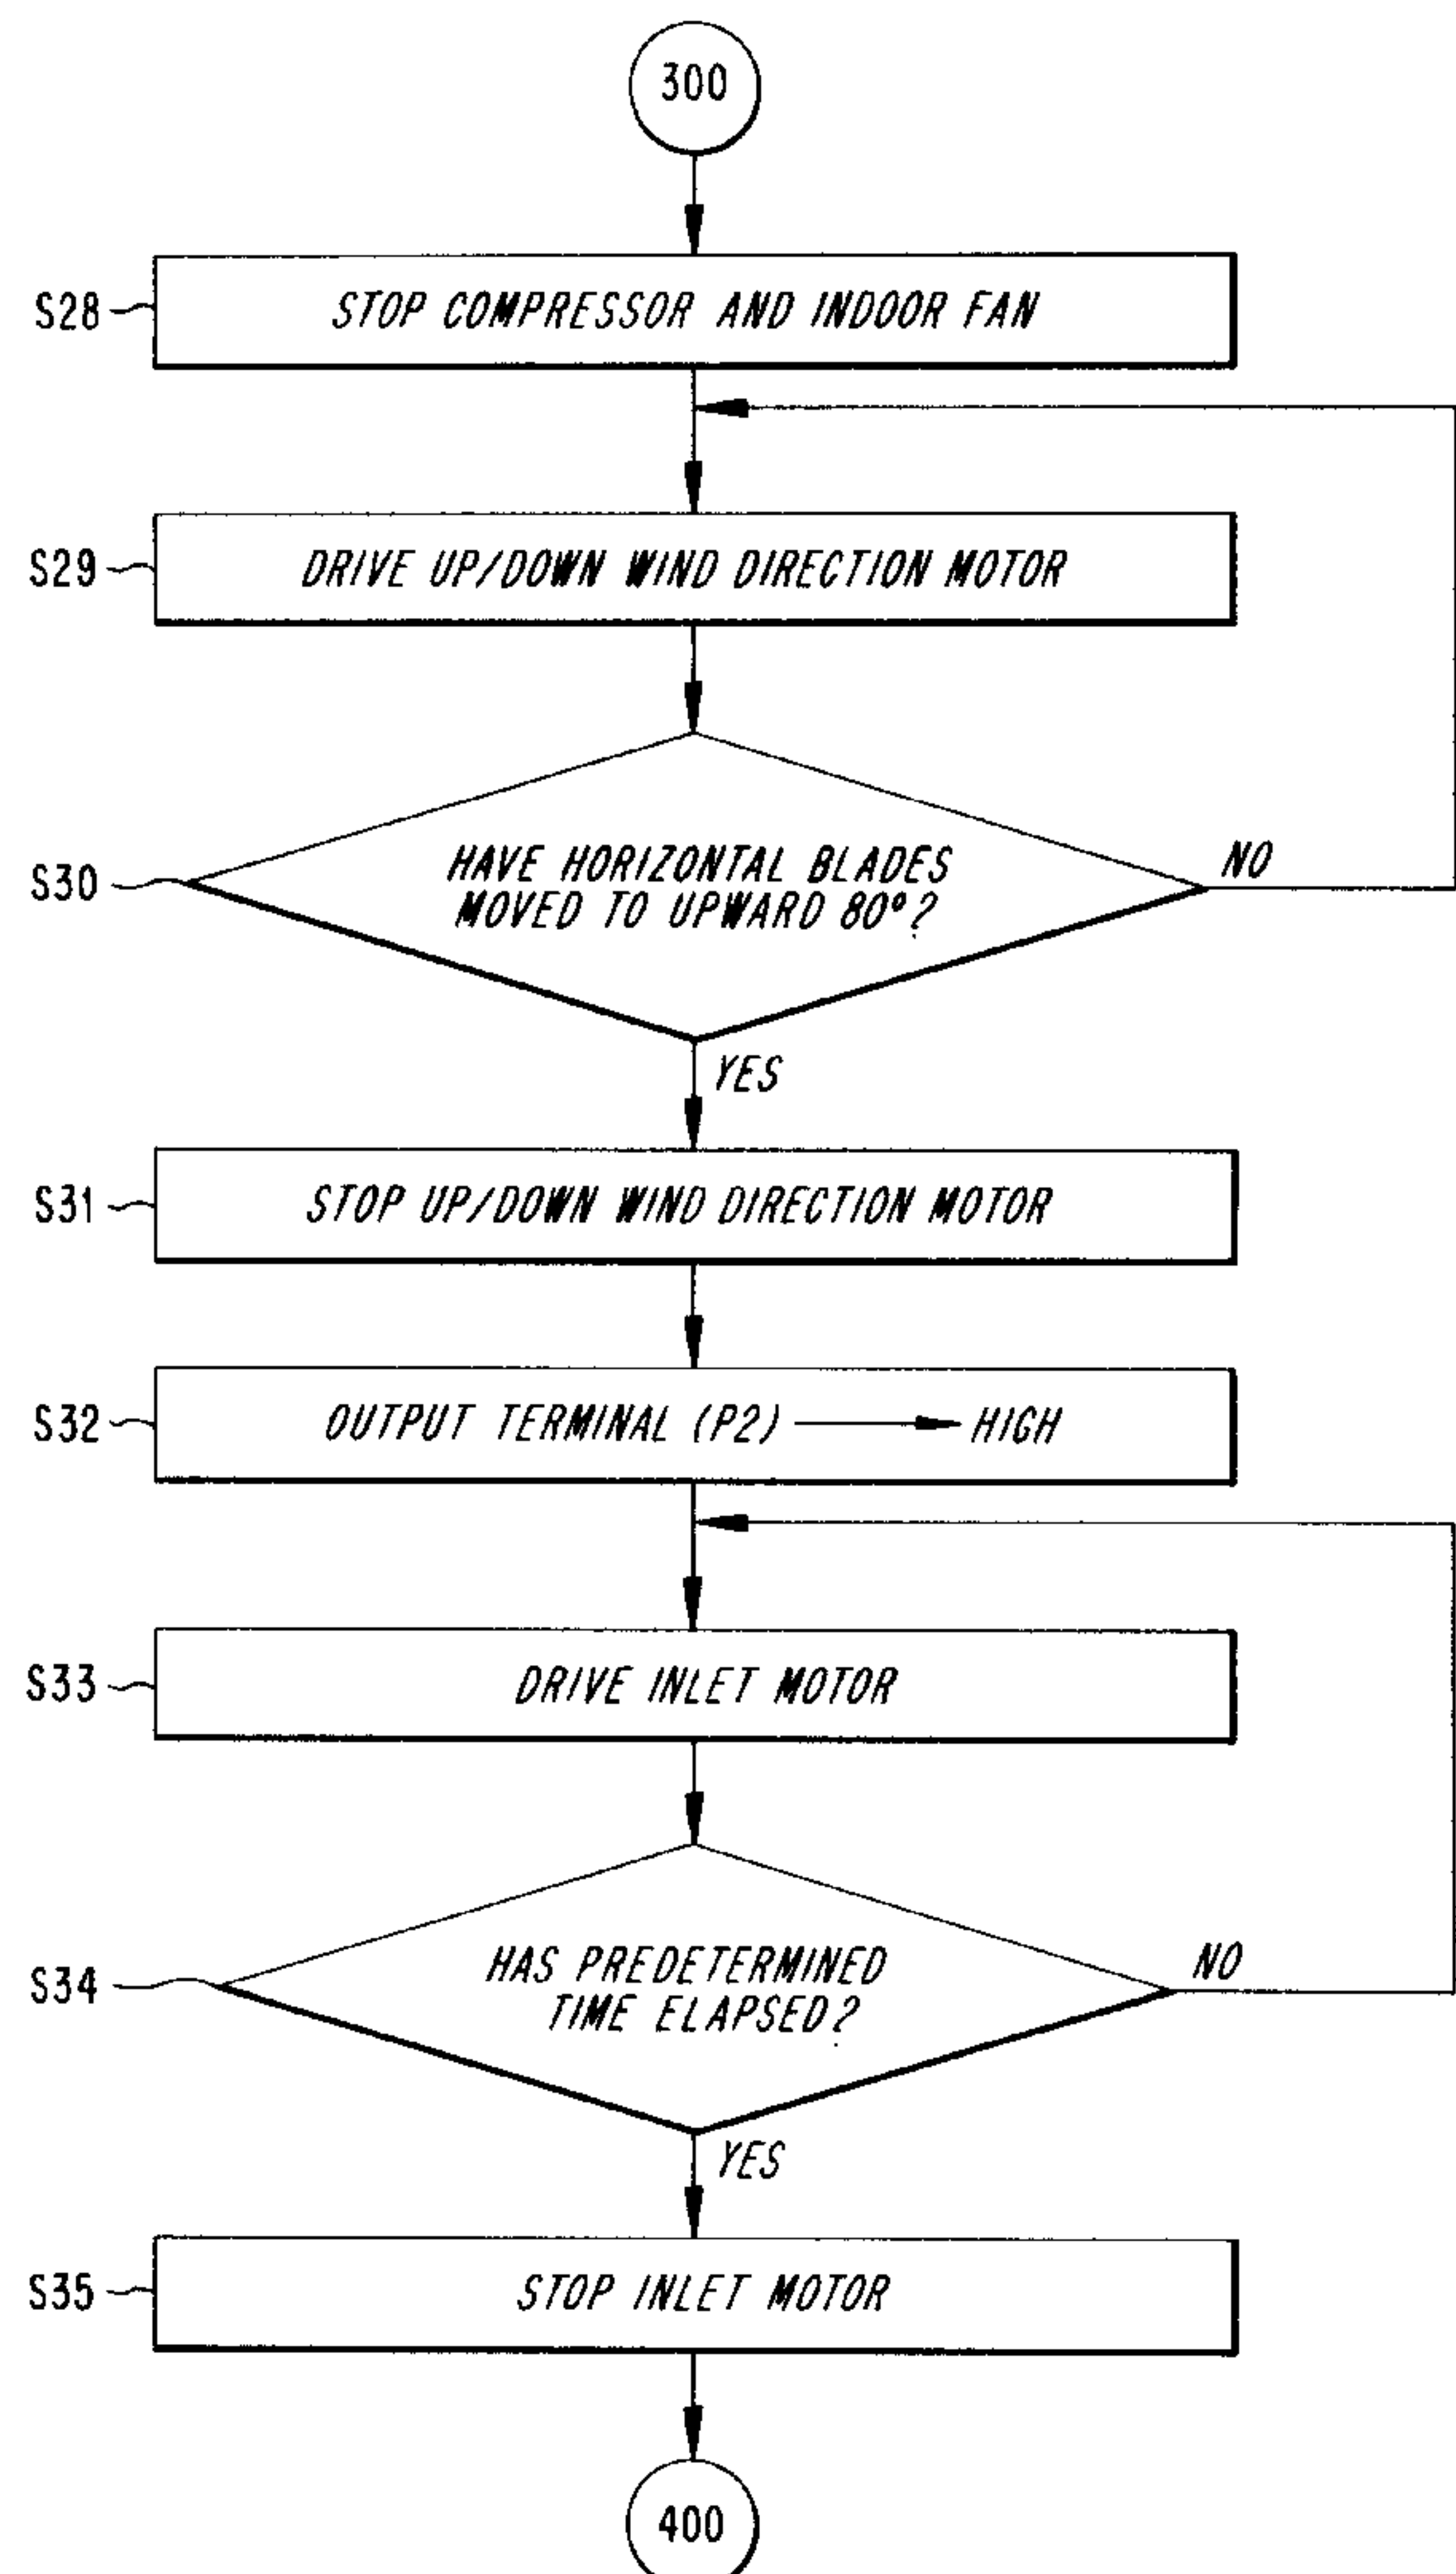 300
S28
STOP COMPRESSOR AND INDOOR FAN
S29
DRIVE UP/DOWN WIND DIRECTION MOTOR
S30
HAVE HORIZONTAL BLADES
MOVED TO UPWARD 80°?
NO
YES
S31
STOP UP/DOWN WIND DIRECTION MOTOR
S32
OUTPUT TERMINAL (P2) → HIGH
S33
DRIVE INLET MOTOR
S34
HAS PREDETERMINED
TIME ELAPSED?
NO
YES
S35
STOP INLET MOTOR
400